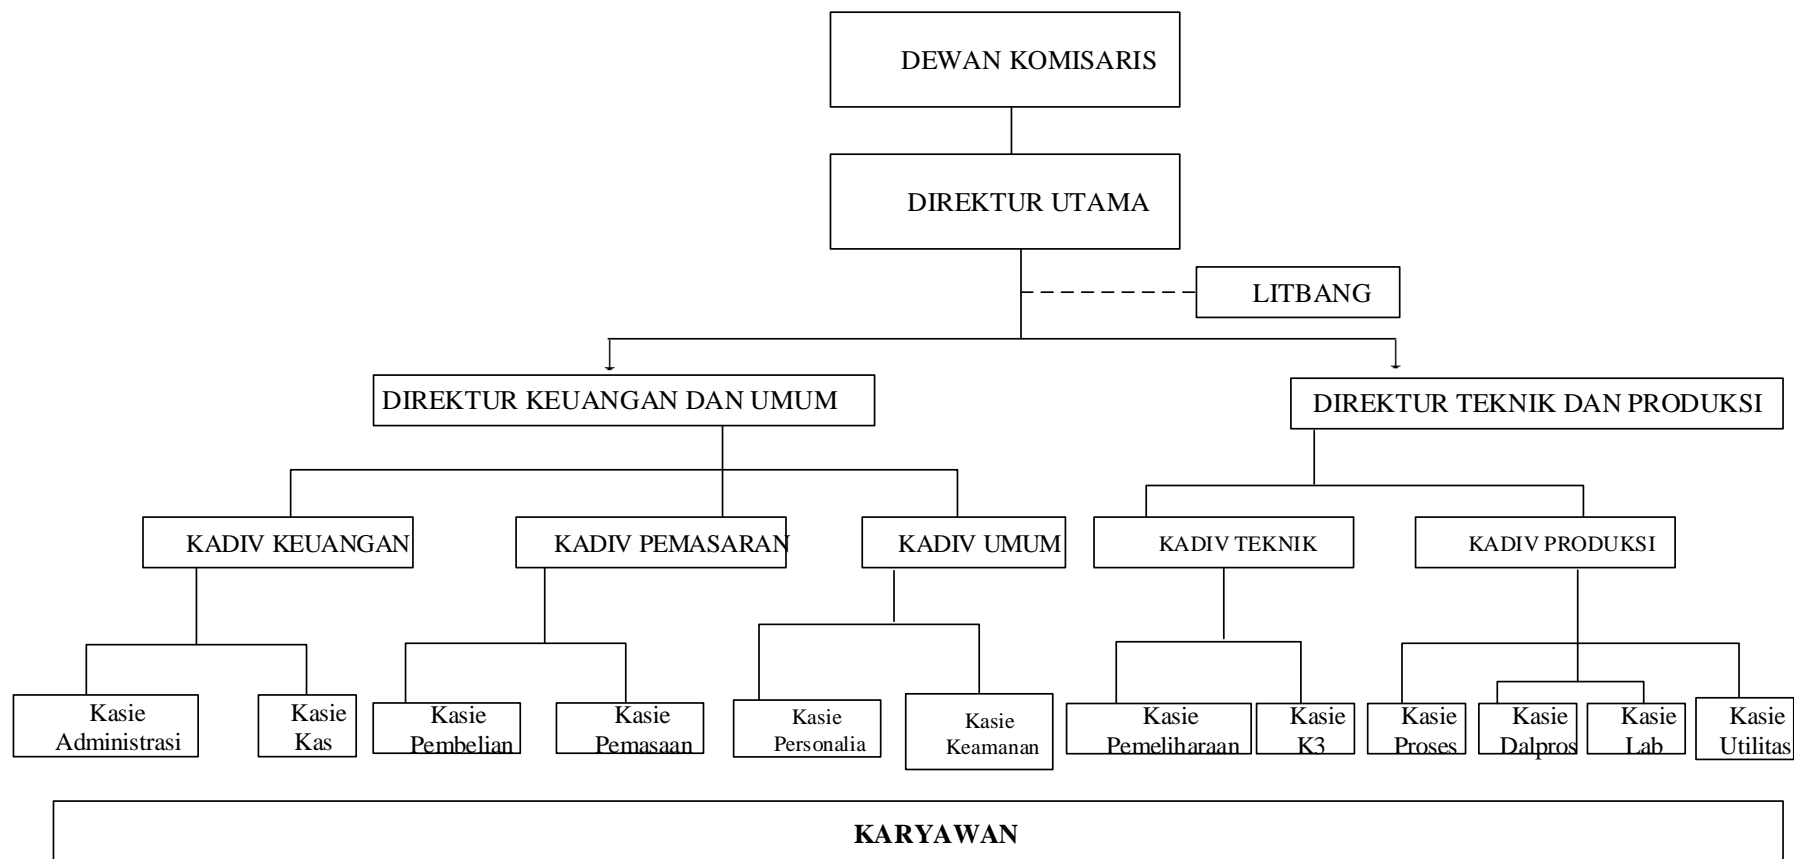 DEWAN KOMISARIS
DIREKTUR UTAMA
LITBANG
DIREKTUR KEUANGAN DAN UMUM
DIREKTUR TEKNIK DAN PRODUKSI
KADIV KEUANGAN
KADIV PEMASARAN
KADIV UMUM
KADIV TEKNIK
KADIV PRODUKSI
Kasie
Administrasi
Kasie
Kas
Kasie
Pembelian
Kasie
Pemasaan
Kasie
Personalia
Kasie
Keamanan
Kasie
Pemeliharaan
Kasie
K3
Kasie
Proses
Kasie
Dalpros
Kasie
Lab
Kasie
Utilitas
KARYAWAN